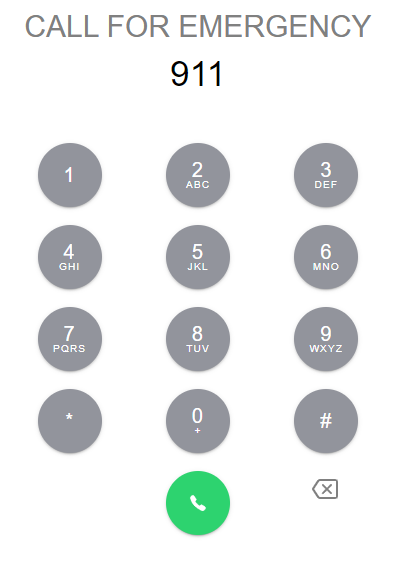 CALL FOR EMERGENCY
911
1 2 3
ABC DEF
4 5 6
GHI JKL MNO
7 8 9
PQRS TUV WXYZ
* 0 #
+